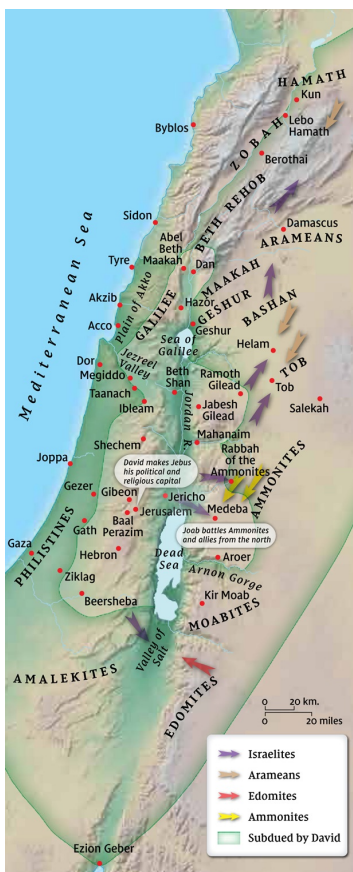 HAMATH
Kun
Lebo
Hamath
Byblos
ZOBAH
Berothai
BETH REHOB
Sidon
Damascus
ARAMEANS
Abel
Beth
Maakah
Tyre
Dan
MAAKAH
Mediterranean Sea
Plain of Akko
GALILEE
Akzib
Hazor
GESHUR
BASHAN
Acco
Geshur
Sea of
Galilee
Helam
Dor
Jezreel
Valley
Megiddo
Beth
Shan
Ramoth
Gilead
TOB
Tob
Taanach
Ibleam
Jordan R.
Jabesh
Gilead
Salekah
Shechem
Mahanaim
Rabbah
of the
Ammonites
AMMONITES
Joppa
David makes Jebus
his political and
religious capital
Gezer
Gibeon
Jericho
Medeba
Jerusalem
Baal
Perazim
Joab battles Ammonites
and allies from the north
PHILISTINES
Gath
Gaza
Hebron
Dead
Sea
Aroer
Arnon Gorge
Ziklag
Beersheba
Kir Moab
MOABITES
Valley of
Salt
AMALEKITES
EDOMITES
0 20 km.
0 20 miles
Israelites
Arameans
Edomites
Ammonites
Subdued by David
Ezion Geber